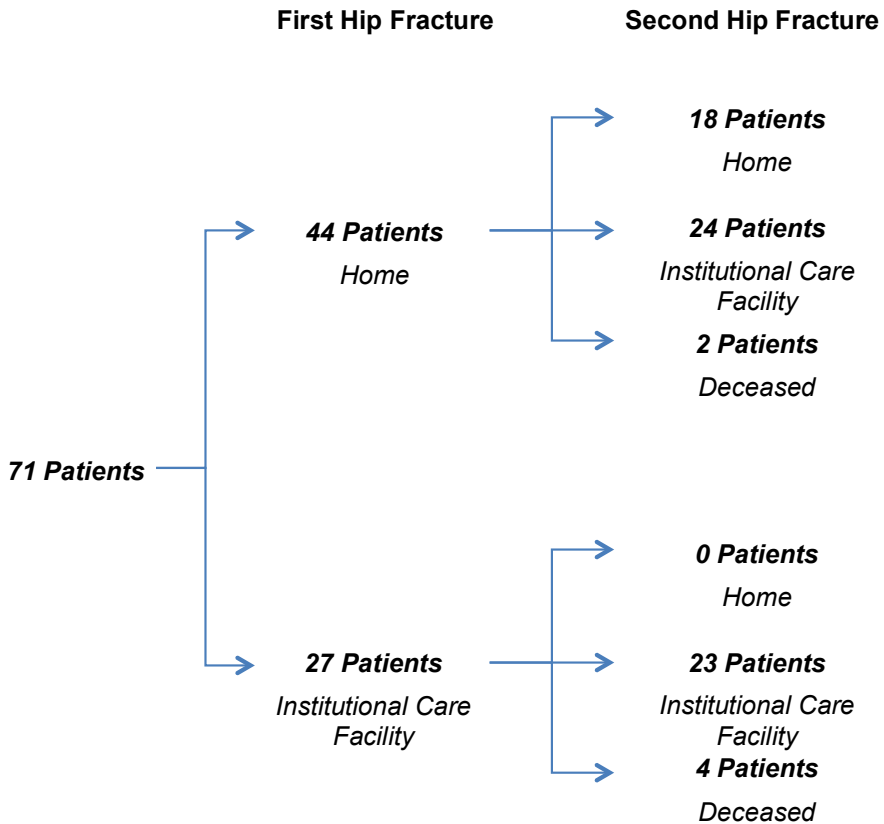 First Hip Fracture
Second Hip Fracture
18 Patients
Home
44 Patients
Home
24 Patients
Institutional Care
Facility
2 Patients
Deceased
71 Patients
0 Patients
Home
27 Patients
Institutional Care
Facility
23 Patients
Institutional Care
Facility
4 Patients
Deceased